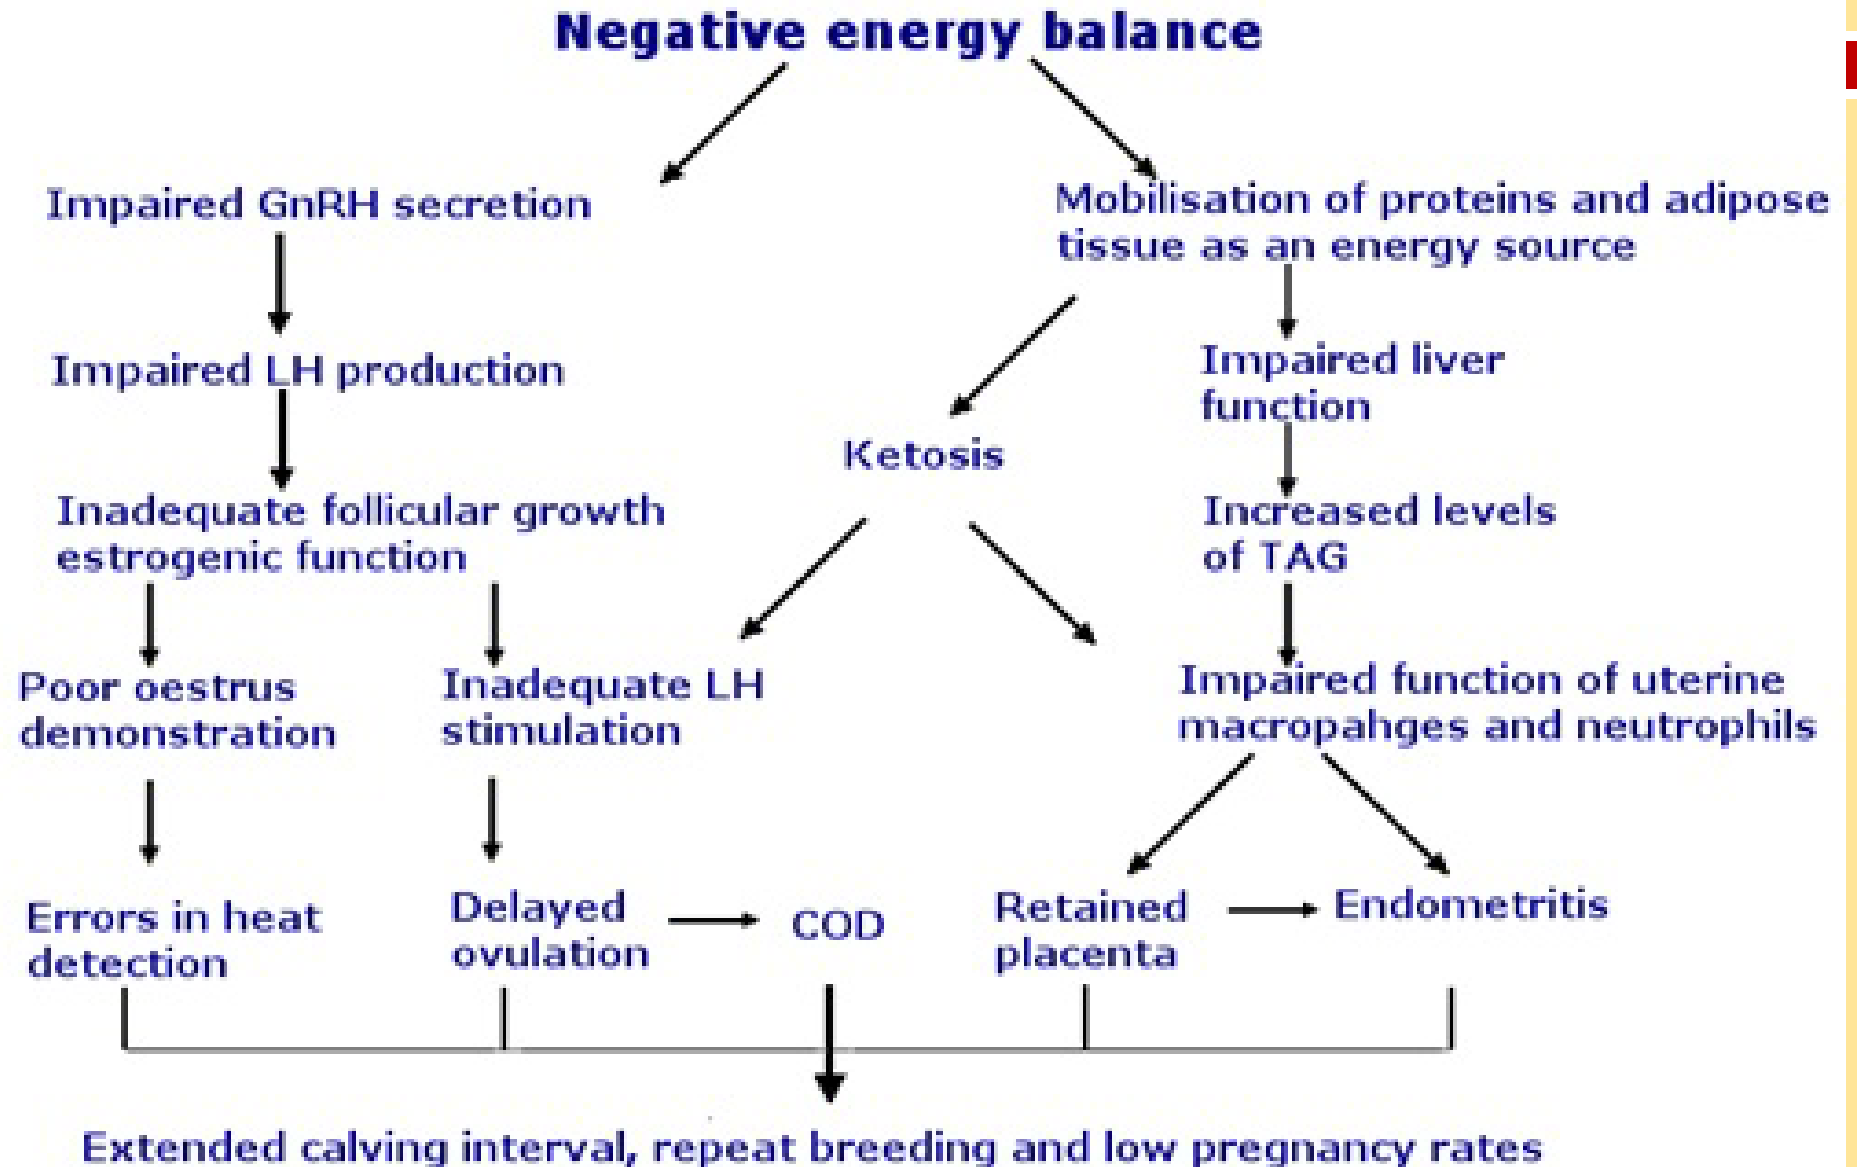 Negative energy balance
Impaired GnRH secretion
Mobilisation of proteins and adipose
tissue as an energy source
Impaired LH production
Impaired liver
function
Ketosis
Inadequate follicular growth
estrogenic function
Increased levels
of TAG
Poor oestrus
demonstration
Inadequate LH
stimulation
Impaired function of uterine
macropahges and neutrophils
Errors in heat
detection
Delayed
ovulation
COD
Retained
placenta
Endometritis
Extended calving interval, repeat breeding and low pregnancy rates